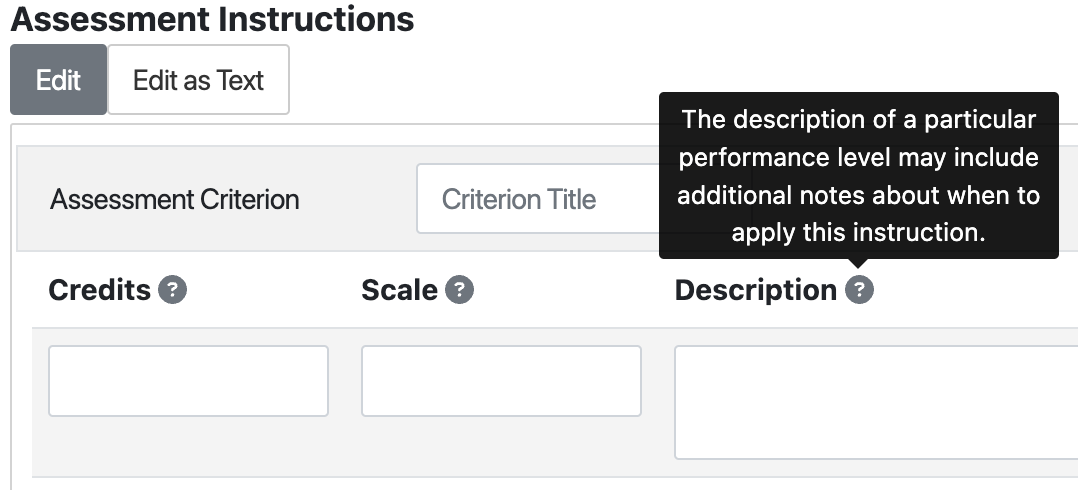 Assessment Instructions
Edit Edit as Text
The description of a particular
performance level may include
additional notes about when to
apply this instruction.
Assessment Criterion Criterion Title
Credits ? Scale ? Description ?